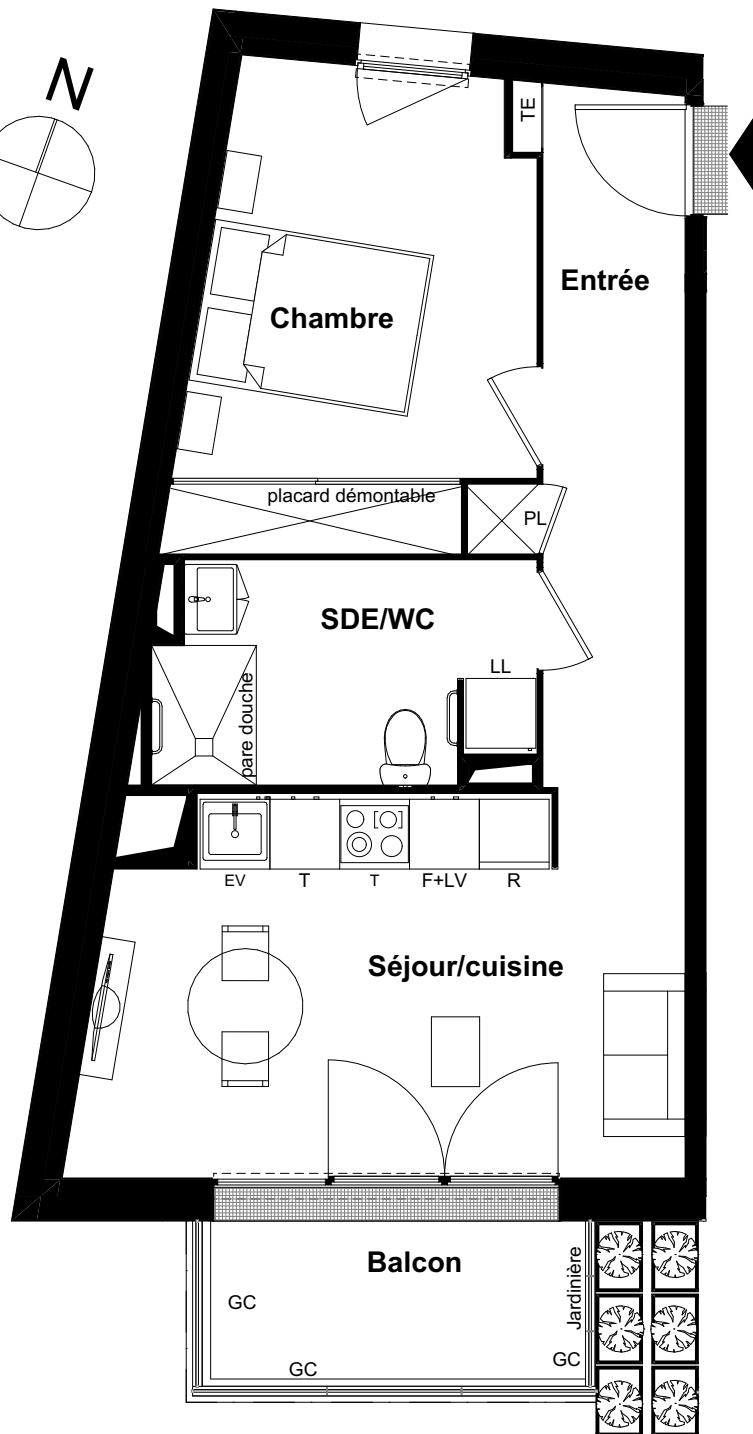 N
TE
Entrée
Chambre
placard démontable
PL
SDE/WC
LL
pare douche
EV
T
T
F+LV
R
Séjour/cuisine
Balcon
Jardinière
GC
GC
GC